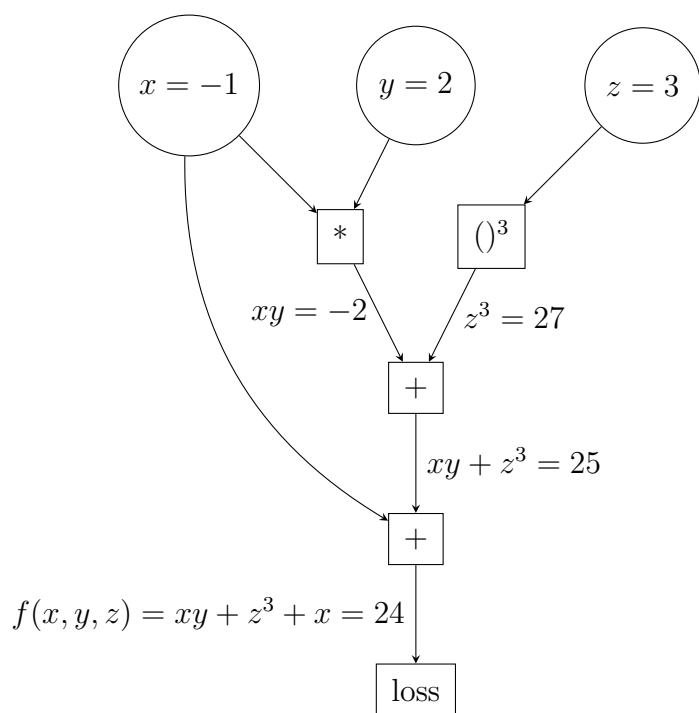 x = −1
y = 2
z = 3
*
()³
xy = −2
z³ = 27
+
xy + z³ = 25
+
f(x, y, z) = xy + z³ + x = 24
loss